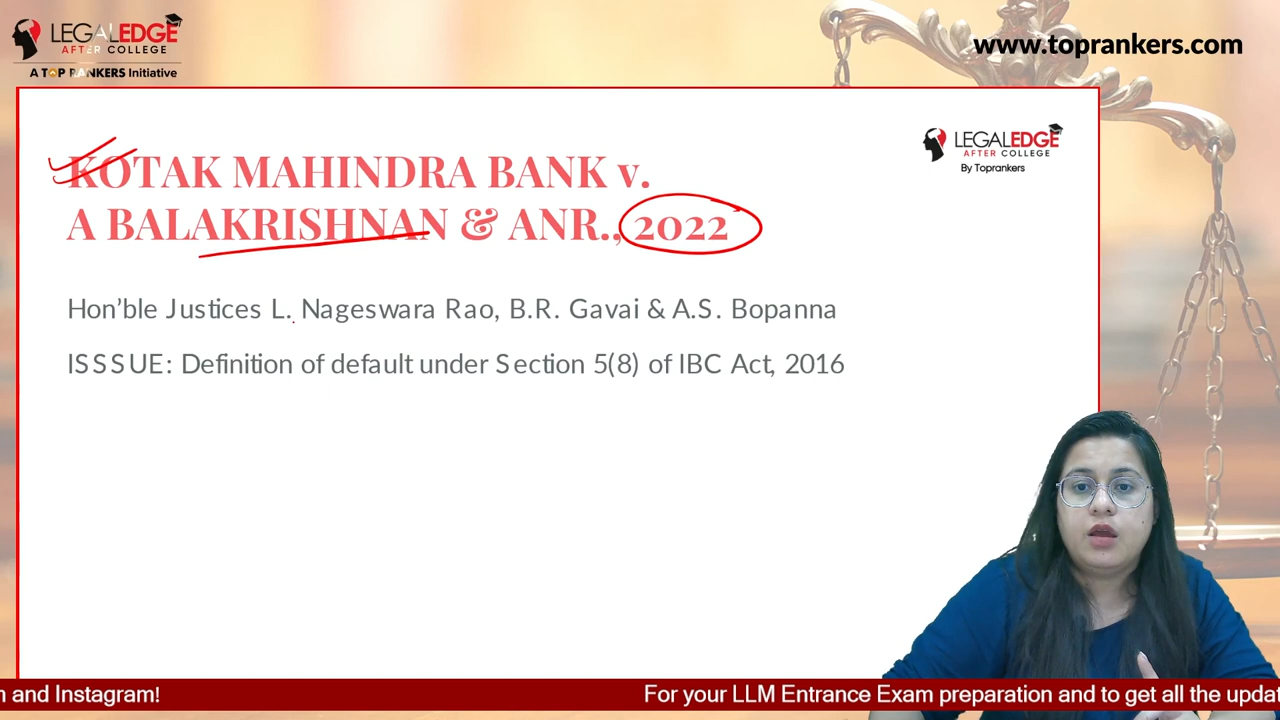 LEGALEDGE
AFTER COLLEGE
A TOP RANKERS Initiative
www.toprankers.com
LEGALEDGE
AFTER COLLEGE
By Toprankers
KOTAK MAHINDRA BANK v.
A BALAKRISHNAN & ANR., 2022
Hon'ble Justices L. Nageswara Rao, B.R. Gavai & A.S. Bopanna
ISSSUE: Definition of default under Section 5(8) of IBC Act, 2016
and Instagram!
For your LLM Entrance Exam preparation and to get all the